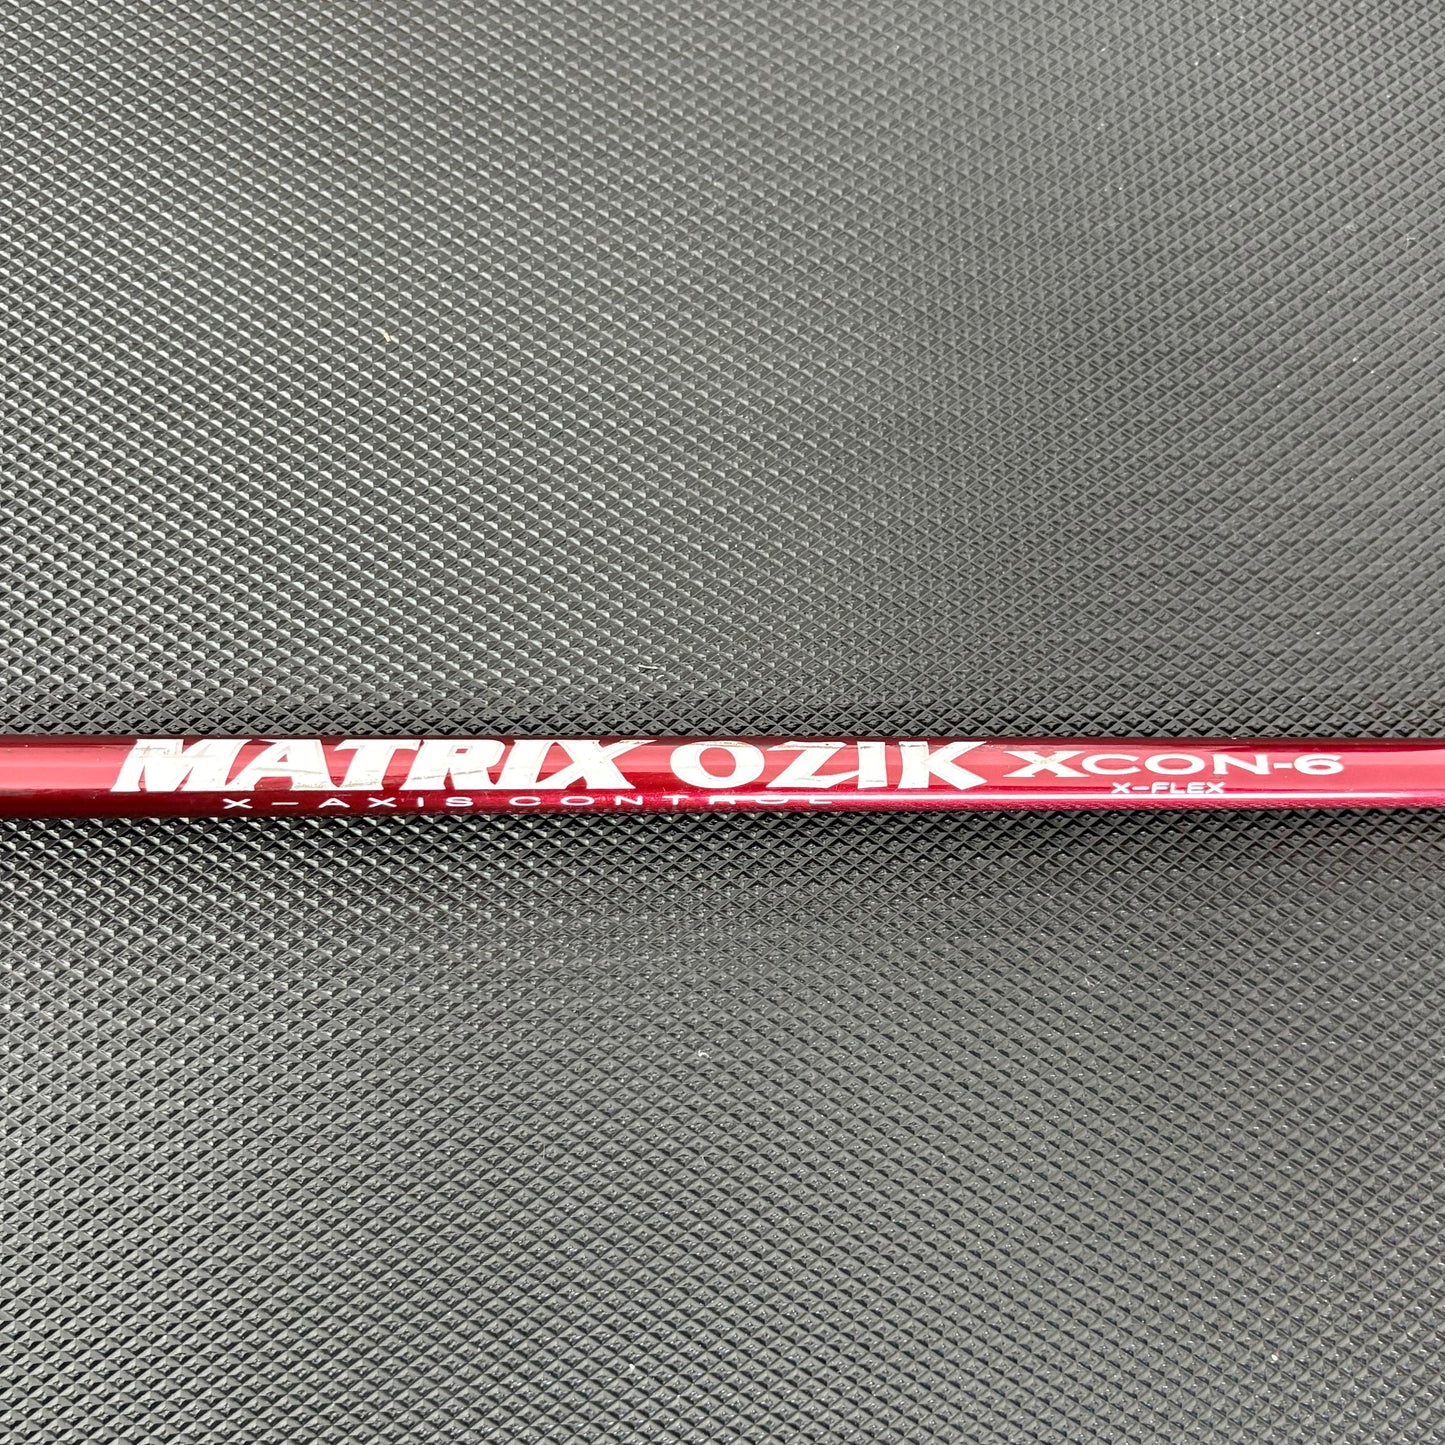 MATRIX OZIK XCON-6
X-FLEX
X-AXIS CONTROL